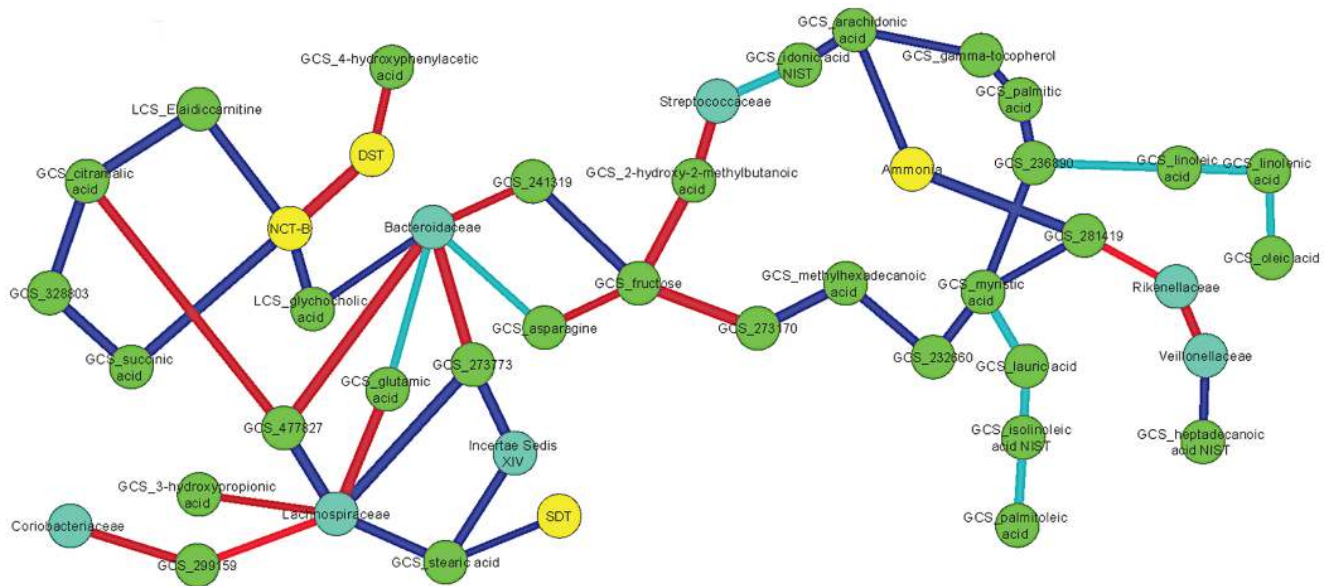 GCS_arachidonic
acid
GCS_4-hydroxyphenylacetic
acid
GCS_idonic acid
NIST
GCS_gamma-tocopherol
GCS_palmitic
acid
LCS_Elaidiccarnitine
Streptococcaceae
DST
GCS_citramalic
acid
GCS_241319
GCS_2-hydroxy-2-methylbutanoic
acid
Ammonia
GCS_236890
GCS_linoleic
acid
GCS_linolenic
acid
NCT-B
Bacteroidaceae
GCS_281419
GCS_oleic acid
GCS_328803
LCS_glychocholic
acid
GCS_fructose
GCS_methylhexadecanoic
acid
GCS_myristic
acid
Rikenellaceae
GCS_asparagine
GCS_273170
GCS_succinic
acid
GCS_273773
GCS_232660
GCS_lauric acid
Veillonellaceae
GCS_glutamic
acid
GCS_477827
Incertae Sedis
XIV
GCS_isolinoleic
acid NIST
GCS_heptadecanoic
acid NIST
GCS_3-hydroxypropionic
acid
Lachnospiraceae
SDT
GCS_palmitoleic
acid
Coriobacteriaceae
GCS_299159
GCS_stearic acid